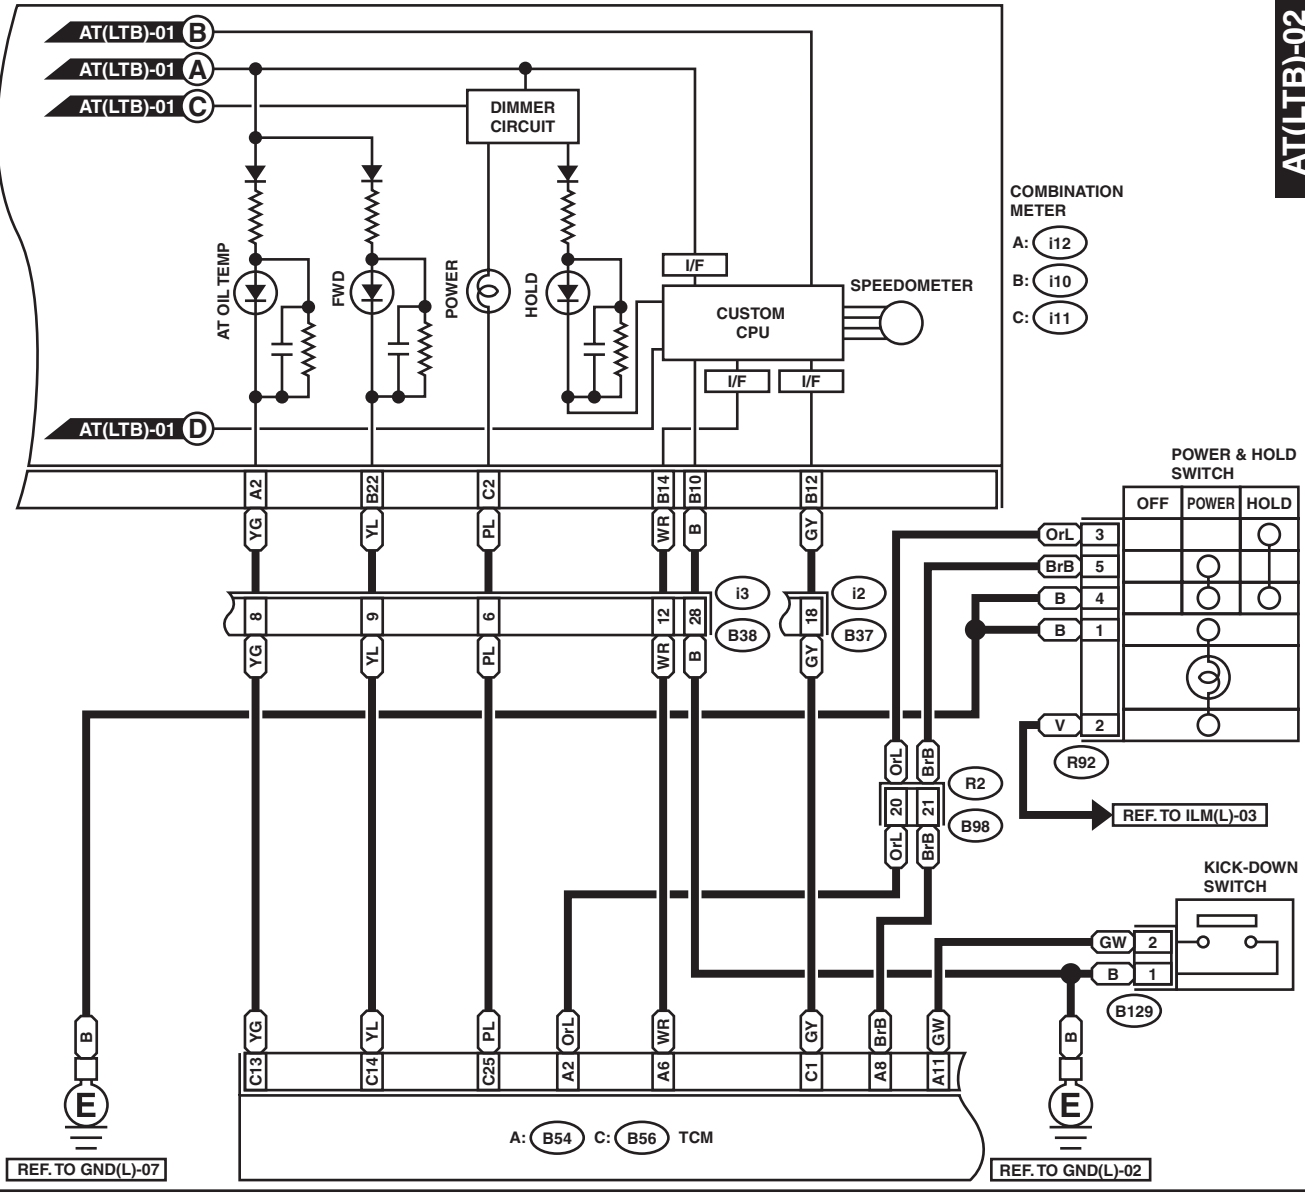 AT(LTB)-02
AT(LTB)-01 B
AT(LTB)-01 A
AT(LTB)-01 C
DIMMER
CIRCUIT
COMBINATION
METER
A: i12
B: i10
C: i11
AT OIL TEMP
FWD
POWER
HOLD
I/F
CUSTOM
CPU
SPEEDOMETER
I/F I/F
AT(LTB)-01 D
A2 B22 C2 B14 B10 B12
YG YL PL WR B GY
POWER & HOLD
SWITCH
OFF POWER HOLD
OrL 3
BrB 5
B 4
B 1
V 2
R92
REF. TO ILM(L)-03
i3 i2
8 9 6 12 28 18
B38 B37
YG YL PL WR B GY
OrL BrB
R2
20 21
B98
OrL BrB
KICK-DOWN
SWITCH
GW 2
B 1
B129
B YG YL PL OrL WR GY BrB GW B
C13 C14 C25 A2 A6 C1 A8 A11
E E
A: B54 C: B56 TCM
REF. TO GND(L)-07 REF. TO GND(L)-02